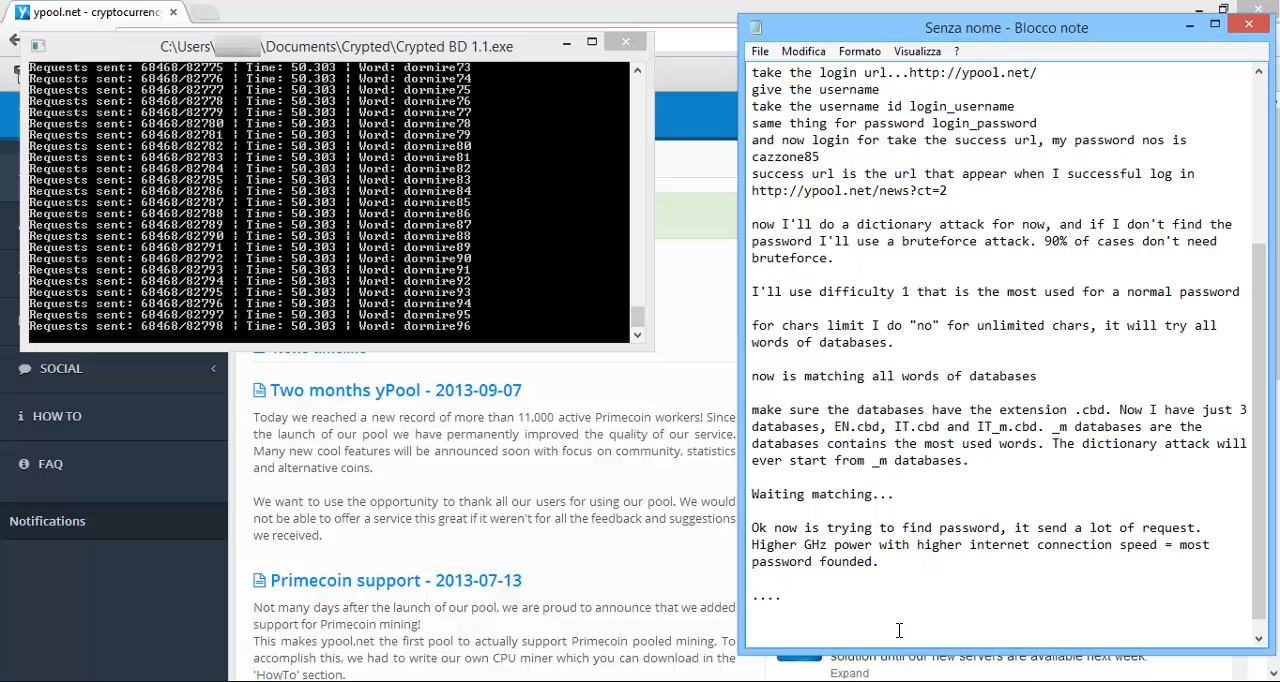 ypool.net - cryptocurrenc
C:\Users\ \Documents\Crypted\Crypted BD 1.1.exe
Requests sent: 68468/82775 | Time: 50.303 | Word: dormire73
Requests sent: 68468/82776 | Time: 50.303 | Word: dormire74
Requests sent: 68468/82777 | Time: 50.303 | Word: dormire75
Requests sent: 68468/82778 | Time: 50.303 | Word: dormire76
Requests sent: 68468/82779 | Time: 50.303 | Word: dormire77
Requests sent: 68468/82780 | Time: 50.303 | Word: dormire78
Requests sent: 68468/82781 | Time: 50.303 | Word: dormire79
Requests sent: 68468/82782 | Time: 50.303 | Word: dormire80
Requests sent: 68468/82783 | Time: 50.303 | Word: dormire81
Requests sent: 68468/82784 | Time: 50.303 | Word: dormire82
Requests sent: 68468/82785 | Time: 50.303 | Word: dormire83
Requests sent: 68468/82786 | Time: 50.303 | Word: dormire84
Requests sent: 68468/82787 | Time: 50.303 | Word: dormire85
Requests sent: 68468/82788 | Time: 50.303 | Word: dormire86
Requests sent: 68468/82789 | Time: 50.303 | Word: dormire87
Requests sent: 68468/82790 | Time: 50.303 | Word: dormire88
Requests sent: 68468/82791 | Time: 50.303 | Word: dormire89
Requests sent: 68468/82792 | Time: 50.303 | Word: dormire90
Requests sent: 68468/82793 | Time: 50.303 | Word: dormire91
Requests sent: 68468/82794 | Time: 50.303 | Word: dormire92
Requests sent: 68468/82795 | Time: 50.303 | Word: dormire93
Requests sent: 68468/82796 | Time: 50.303 | Word: dormire94
Requests sent: 68468/82797 | Time: 50.303 | Word: dormire95
Requests sent: 68468/82798 | Time: 50.303 | Word: dormire96
SOCIAL
HOW TO
FAQ
Notifications
Two months yPool - 2013-09-07
Today we reached a new record of more than 11.000 active Primecoin workers! Since
the launch of our pool we have permanently improved the quality of our service.
Many new cool features will be announced soon with focus on community, statistics
and alternative coins.
We want to use the opportunity to thank all our users for using our pool. We would
not be able to offer a service this great if it weren't for all the feedback and suggestions
we received.
Primecoin support - 2013-07-13
Not many days after the launch of our pool, we are proud to announce that we added
support for Primecoin mining!
This makes ypool.net the first pool to actually support Primecoin pooled mining. To
accomplish this, we had to write our own CPU miner which you can download in the
'HowTo' section.
Senza nome - Blocco note
File Modifica Formato Visualizza ?
take the login url...http://ypool.net/
give the username
take the username id login_username
same thing for password login_password
and now login for take the success url, my password nos is
cazzone85
success url is the url that appear when I successful log in
http://ypool.net/news?ct=2
now I'll do a dictionary attack for now, and if I don't find the
password I'll use a bruteforce attack. 90% of cases don't need
bruteforce.
I'll use difficulty 1 that is the most used for a normal password
for chars limit I do "no" for unlimited chars, it will try all
words of databases.
now is matching all words of databases
make sure the databases have the extension .cbd. Now I have just 3
databases, EN.cbd, IT.cbd and IT_m.cbd. _m databases are the
databases contains the most used words. The dictionary attack will
ever start from _m databases.
Waiting matching...
Ok now is trying to find password, it send a lot of request.
Higher GHz power with higher internet connection speed = most
password founded.
....
solution until our new servers are available next week.
Expand